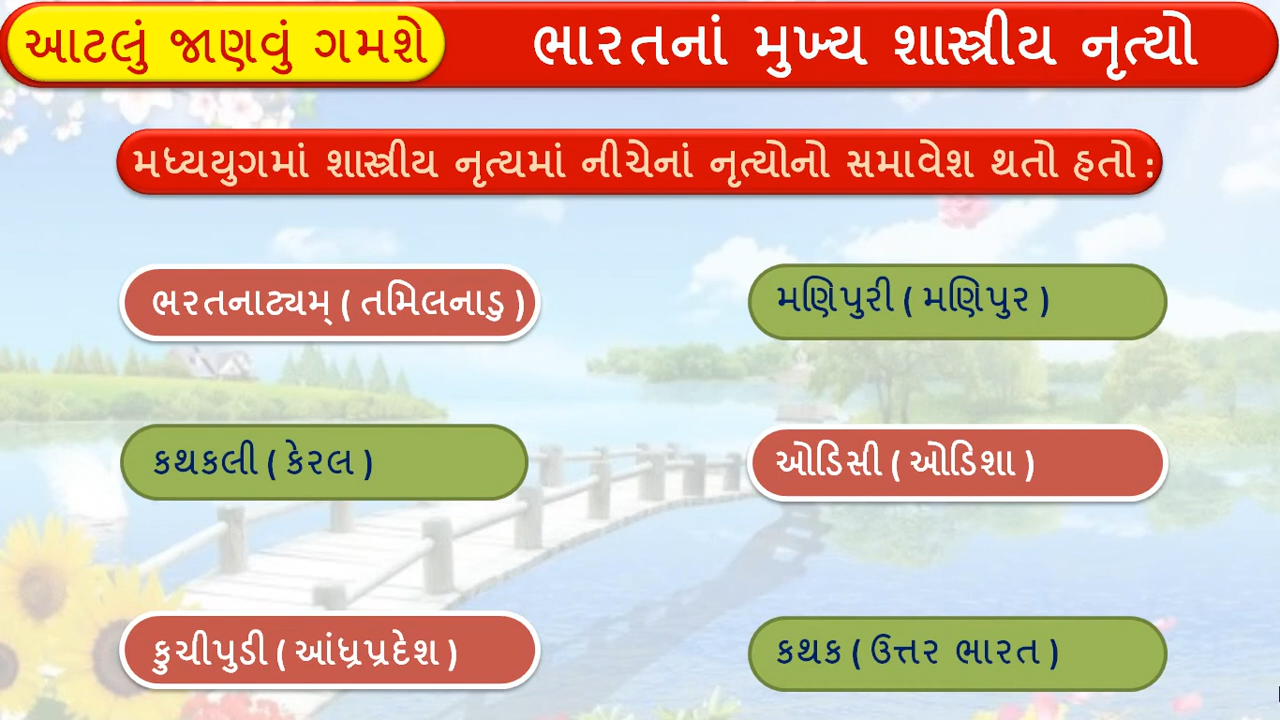 આટલું જાણવું ગમશે
ભારતનાં મુખ્ય શાસ્ત્રીય નૃત્યો
મધ્યયુગમાં શાસ્ત્રીય નૃત્યમાં નીચેનાં નૃત્યોનો સમાવેશ થતો હતો :
ભરતનાટ્યમ્ ( તમિલનાડુ )
મણિપુરી ( મણિપુર )
કથકલી ( કેરલ )
ઓડિસી ( ઓડિશા )
કુચીપુડી ( આંધ્રપ્રદેશ )
કથક ( ઉત્તર ભારત )